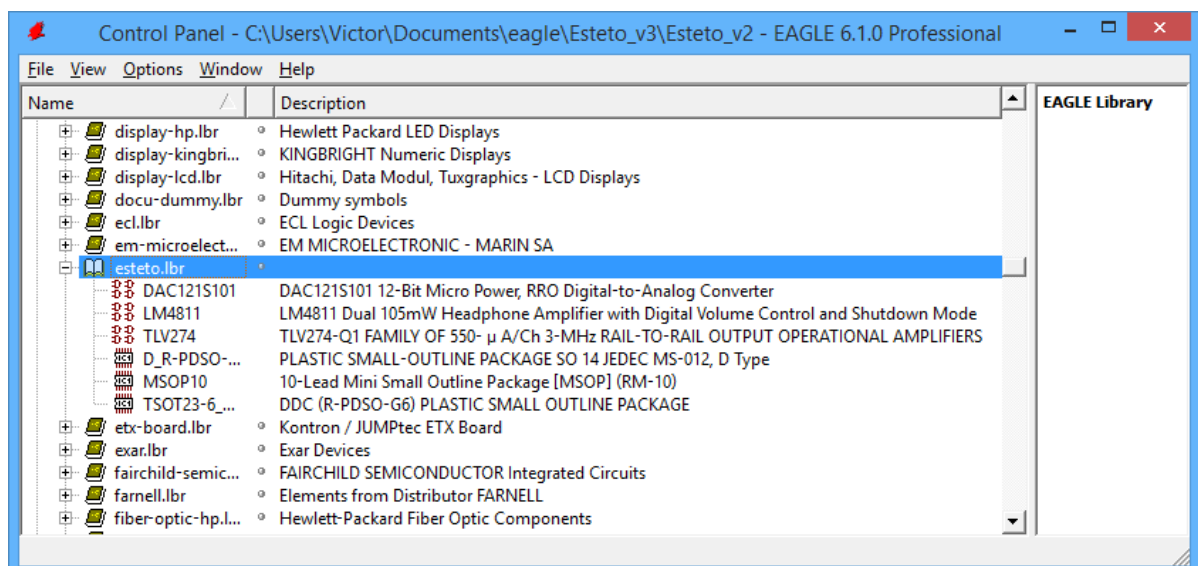 Control Panel - C:\Users\Victor\Documents\eagle\Esteto_v3\Esteto_v2 - EAGLE 6.1.0 Professional
File View Options Window Help
Name Description EAGLE Library
display-hp.lbr Hewlett Packard LED Displays
display-kingbri... KINGBRIGHT Numeric Displays
display-lcd.lbr Hitachi, Data Modul, Tuxgraphics - LCD Displays
docu-dummy.lbr Dummy symbols
ecl.lbr ECL Logic Devices
em-microelect... EM MICROELECTRONIC - MARIN SA
esteto.lbr
DAC121S101 DAC121S101 12-Bit Micro Power, RRO Digital-to-Analog Converter
LM4811 LM4811 Dual 105mW Headphone Amplifier with Digital Volume Control and Shutdown Mode
TLV274 TLV274-Q1 FAMILY OF 550- µ A/Ch 3-MHz RAIL-TO-RAIL OUTPUT OPERATIONAL AMPLIFIERS
D_R-PDSO-... PLASTIC SMALL-OUTLINE PACKAGE SO 14 JEDEC MS-012, D Type
MSOP10 10-Lead Mini Small Outline Package [MSOP] (RM-10)
TSOT23-6_... DDC (R-PDSO-G6) PLASTIC SMALL OUTLINE PACKAGE
etx-board.lbr Kontron / JUMPtec ETX Board
exar.lbr Exar Devices
fairchild-semic... FAIRCHILD SEMICONDUCTOR Integrated Circuits
farnell.lbr Elements from Distributor FARNELL
fiber-optic-hp.l... Hewlett-Packard Fiber Optic Components